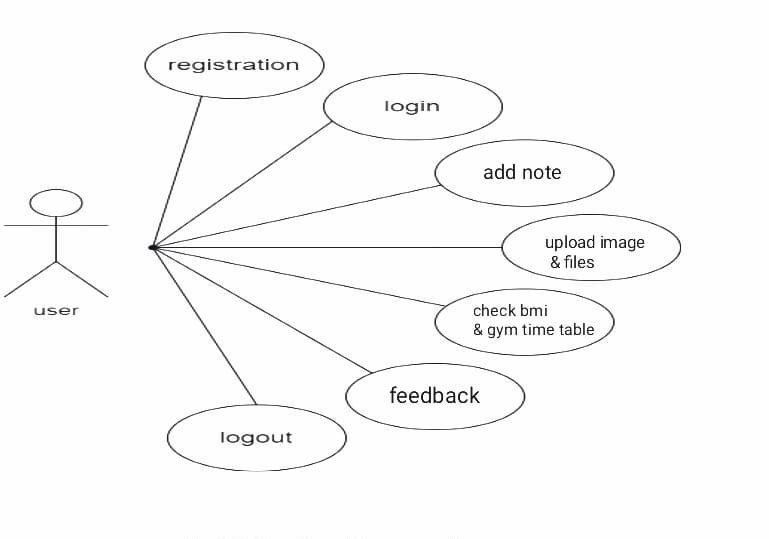 registration
login
add note
upload image
& files
check bmi
& gym time table
user
feedback
logout